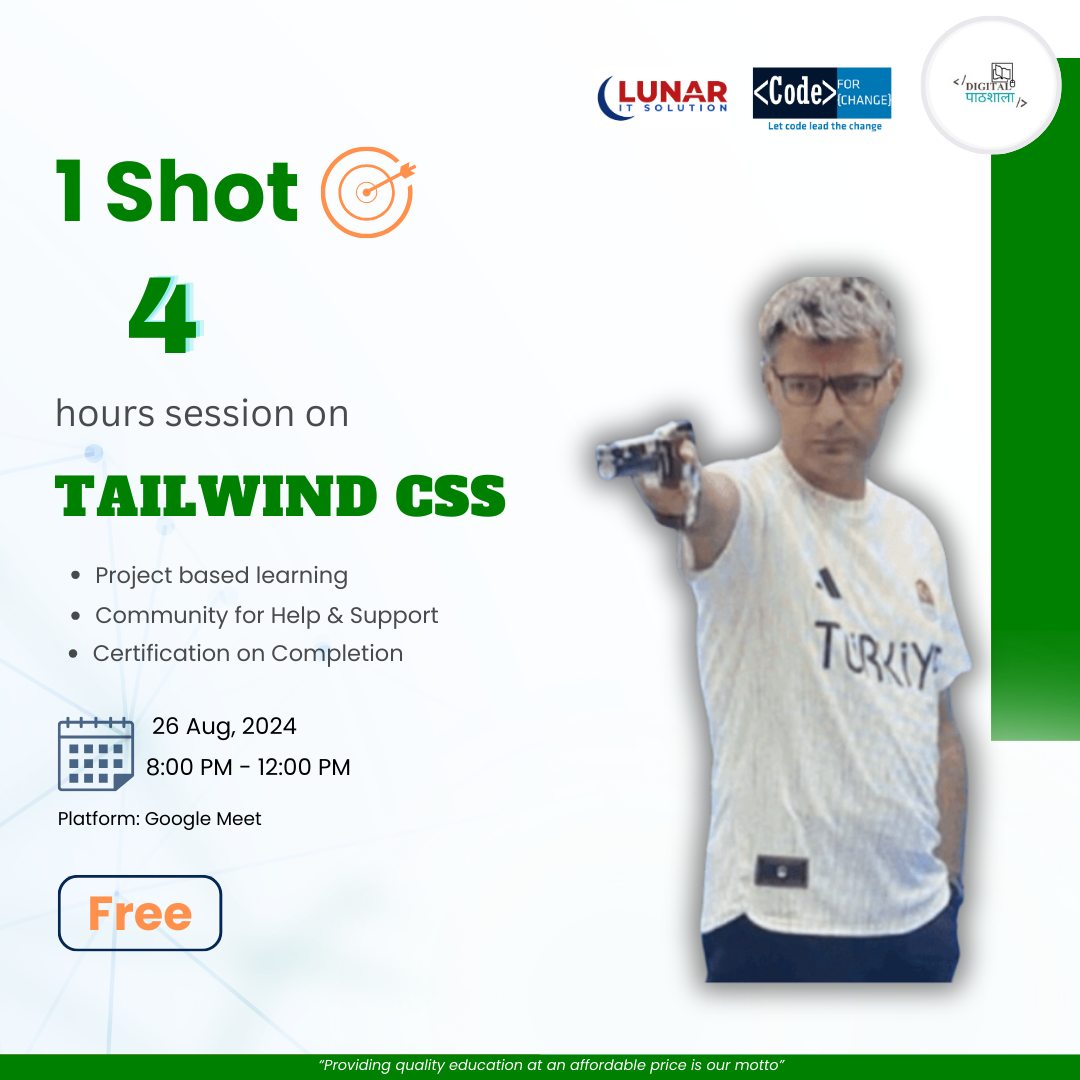 LUNAR
IT SOLUTION
<Code> FOR {CHANGE}
Let code lead the change
</DIGITAL
पाठशाला />
1 Shot
4
hours session on
TAILWIND CSS
• Project based learning
• Community for Help & Support
• Certification on Completion
26 Aug, 2024
8:00 PM - 12:00 PM
Platform: Google Meet
Free
TÜRKİY
“Providing quality education at an affordable price is our motto”